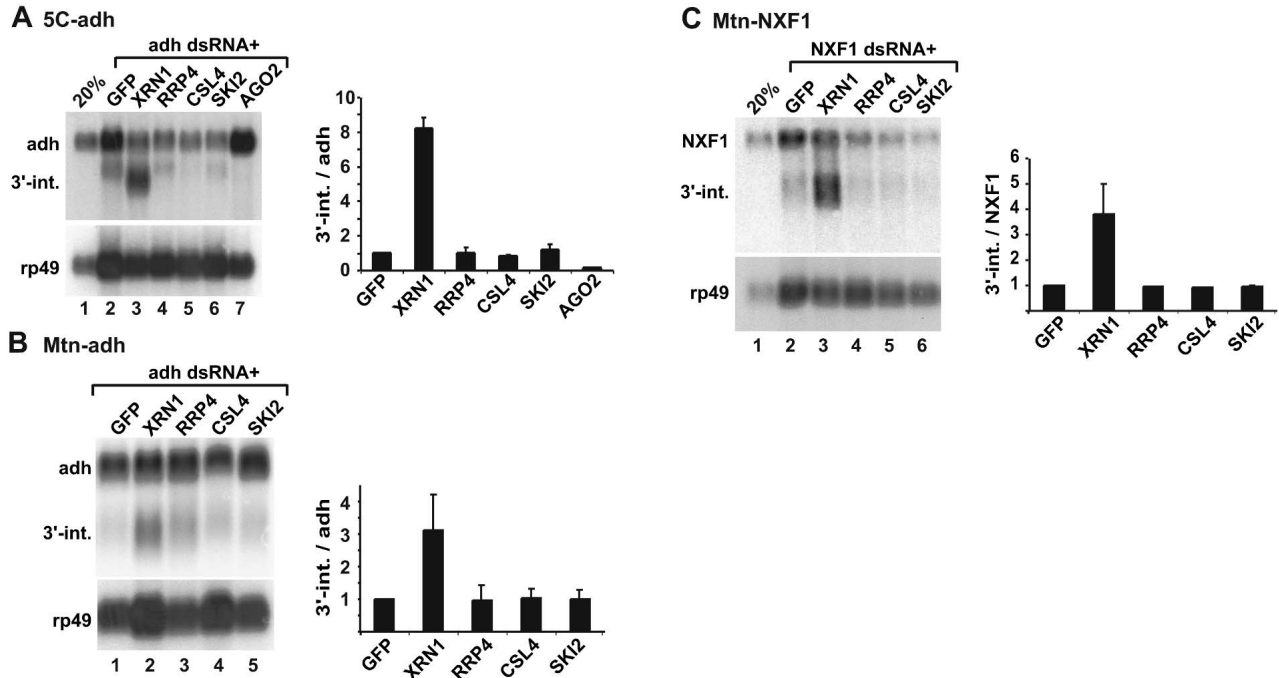 A 5C-adh
adh dsRNA+
20% GFP XRN1 RRP4 CSL4 SKI2 AGO2
adh
3'-int.
rp49
1 2 3 4 5 6 7
3'-int. / adh
10
8
6
4
2
0
GFP XRN1 RRP4 CSL4 SKI2 AGO2
B Mtn-adh
adh dsRNA+
GFP XRN1 RRP4 CSL4 SKI2
adh
3'-int.
rp49
1 2 3 4 5
3'-int. / adh
4
3
2
1
GFP XRN1 RRP4 CSL4 SKI2
C Mtn-NXF1
NXF1 dsRNA+
20% GFP XRN1 RRP4 CSL4 SKI2
NXF1
3'-int.
rp49
1 2 3 4 5 6
3'-int. / NXF1
6
5
4
3
2
1
GFP XRN1 RRP4 CSL4 SKI2